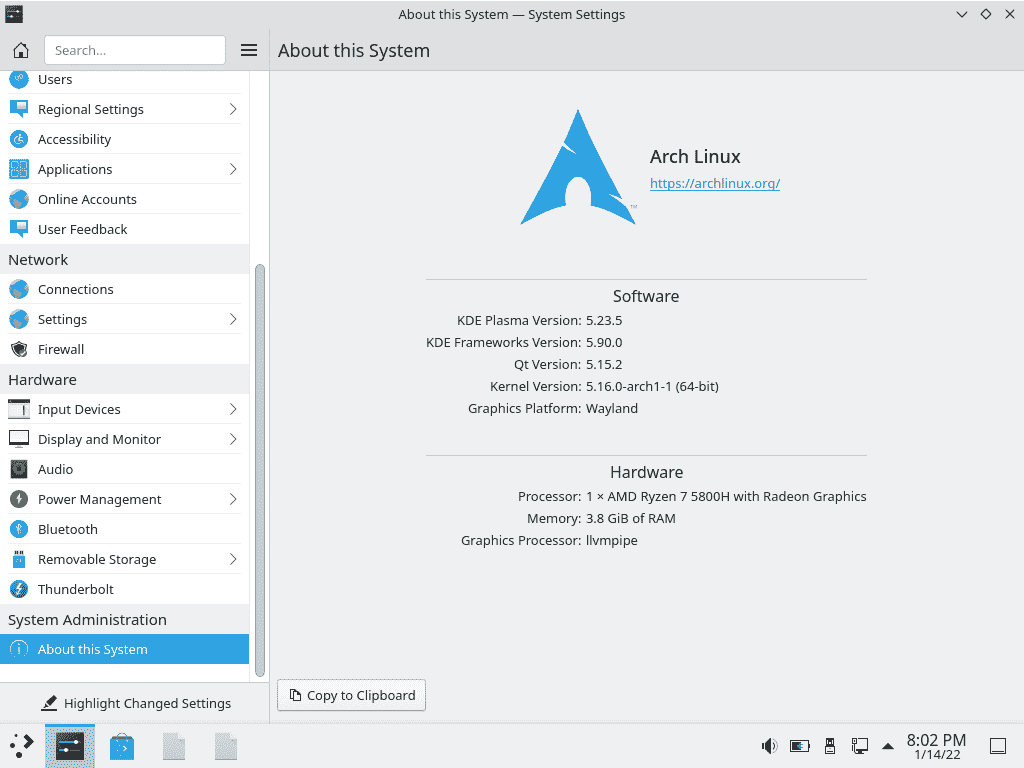 About this System — System Settings
Search...
About this System
Users
Regional Settings
Accessibility
Applications
Online Accounts
User Feedback
Network
Connections
Settings
Firewall
Hardware
Input Devices
Display and Monitor
Audio
Power Management
Bluetooth
Removable Storage
Thunderbolt
System Administration
About this System
Highlight Changed Settings
Arch Linux
https://archlinux.org/
TM
Software
KDE Plasma Version: 5.23.5
KDE Frameworks Version: 5.90.0
Qt Version: 5.15.2
Kernel Version: 5.16.0-arch1-1 (64-bit)
Graphics Platform: Wayland
Hardware
Processor: 1 × AMD Ryzen 7 5800H with Radeon Graphics
Memory: 3.8 GiB of RAM
Graphics Processor: llvmpipe
Copy to Clipboard
8:02 PM
1/14/22